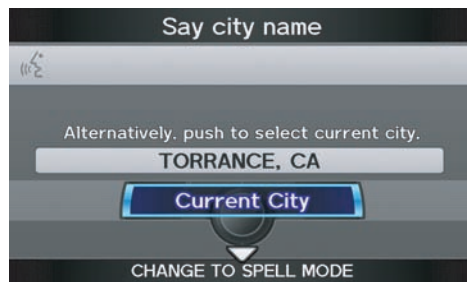 Say city name
Alternatively, push to select current city.
TORRANCE, CA
Current City
CHANGE TO SPELL MODE